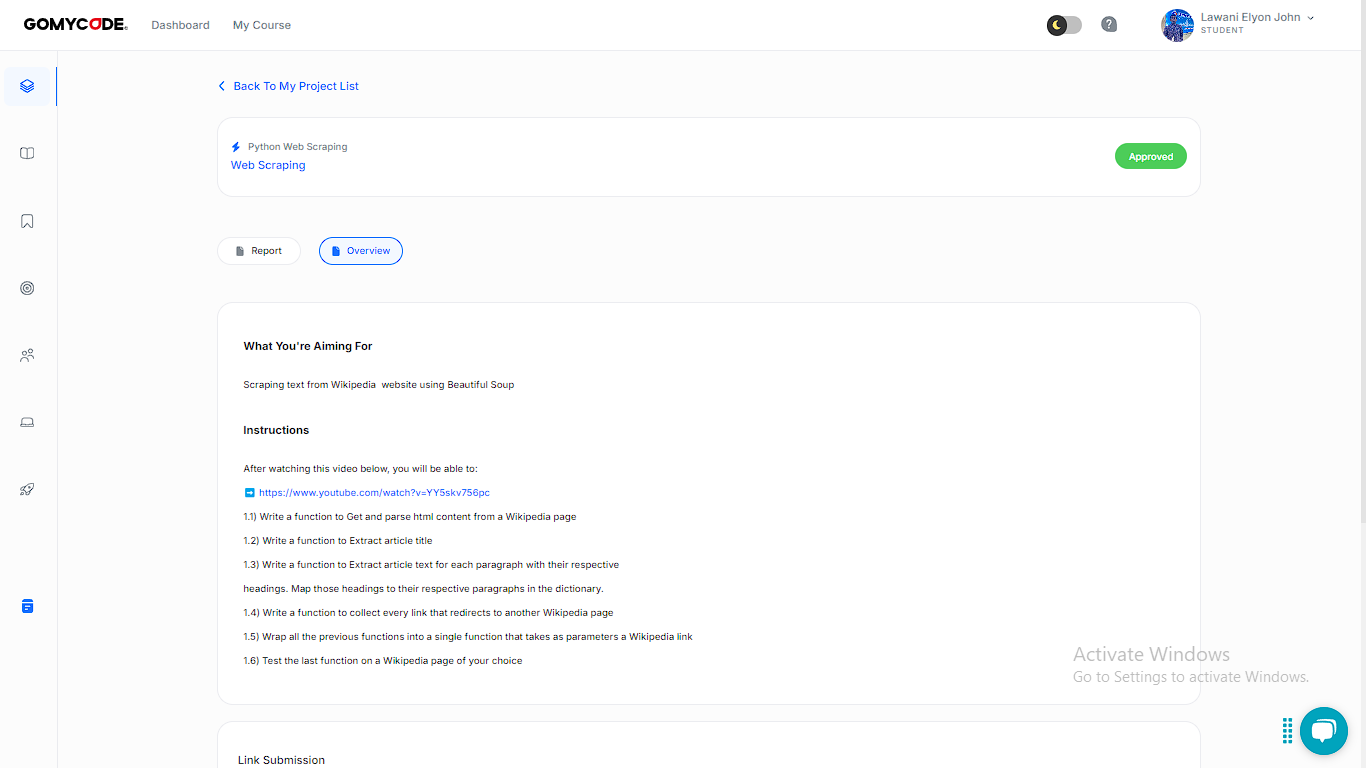 GOMYCODE
Dashboard
My Course
Lawani Elyon John
STUDENT
Back To My Project List
Python Web Scraping
Web Scraping
Approved
Report
Overview
What You're Aiming For
Scraping text from Wikipedia website using Beautiful Soup
Instructions
After watching this video below, you will be able to:
https://www.youtube.com/watch?v=YY5skv756pc
1.1) Write a function to Get and parse html content from a Wikipedia page
1.2) Write a function to Extract article title
1.3) Write a function to Extract article text for each paragraph with their respective
headings. Map those headings to their respective paragraphs in the dictionary.
1.4) Write a function to collect every link that redirects to another Wikipedia page
1.5) Wrap all the previous functions into a single function that takes as parameters a Wikipedia link
1.6) Test the last function on a Wikipedia page of your choice
Activate Windows
Go to Settings to activate Windows.
Link Submission